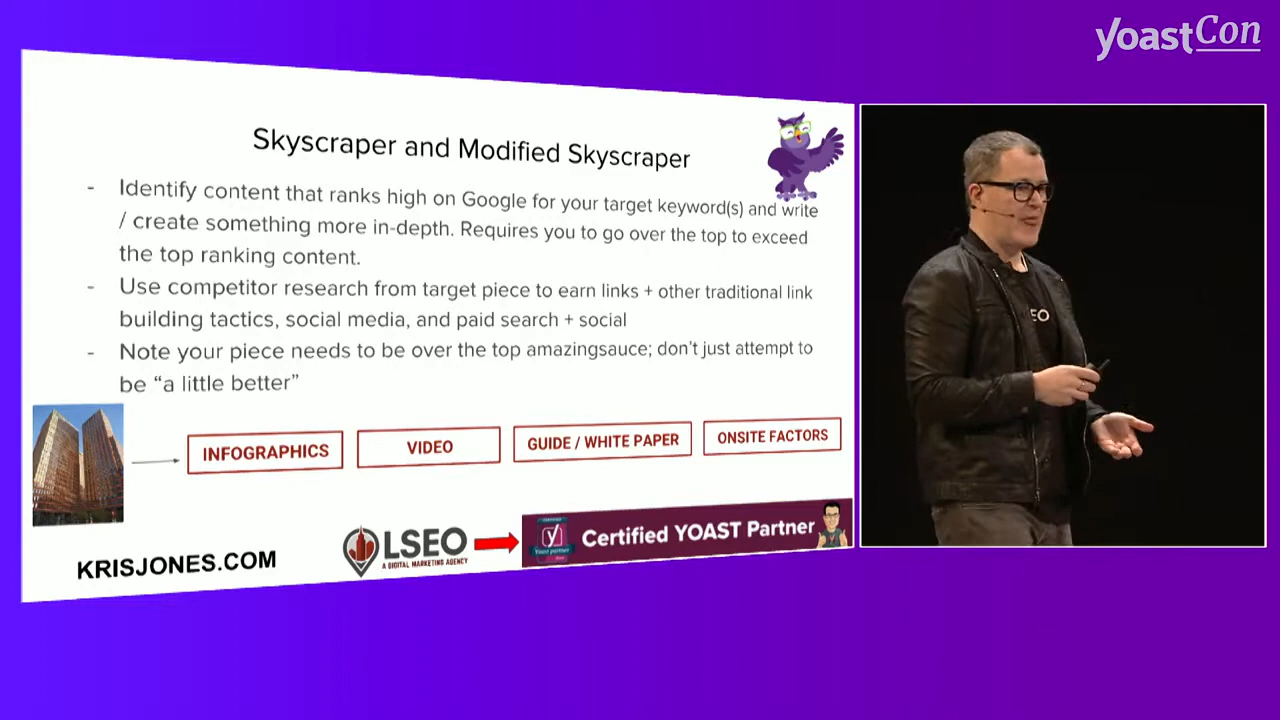 yoastCon
Skyscraper and Modified Skyscraper
- Identify content that ranks high on Google for your target keyword(s) and write
/ create something more in-depth. Requires you to go over the top to exceed
the top ranking content.
- Use competitor research from target piece to earn links + other traditional link
building tactics, social media, and paid search + social
- Note your piece needs to be over the top amazingsauce; don't just attempt to
be “a little better”
INFOGRAPHICS
VIDEO
GUIDE / WHITE PAPER
ONSITE FACTORS
KRISJONES.COM
LSEO
A DIGITAL MARKETING AGENCY
y
Yoast partner
Certified YOAST Partner
EO